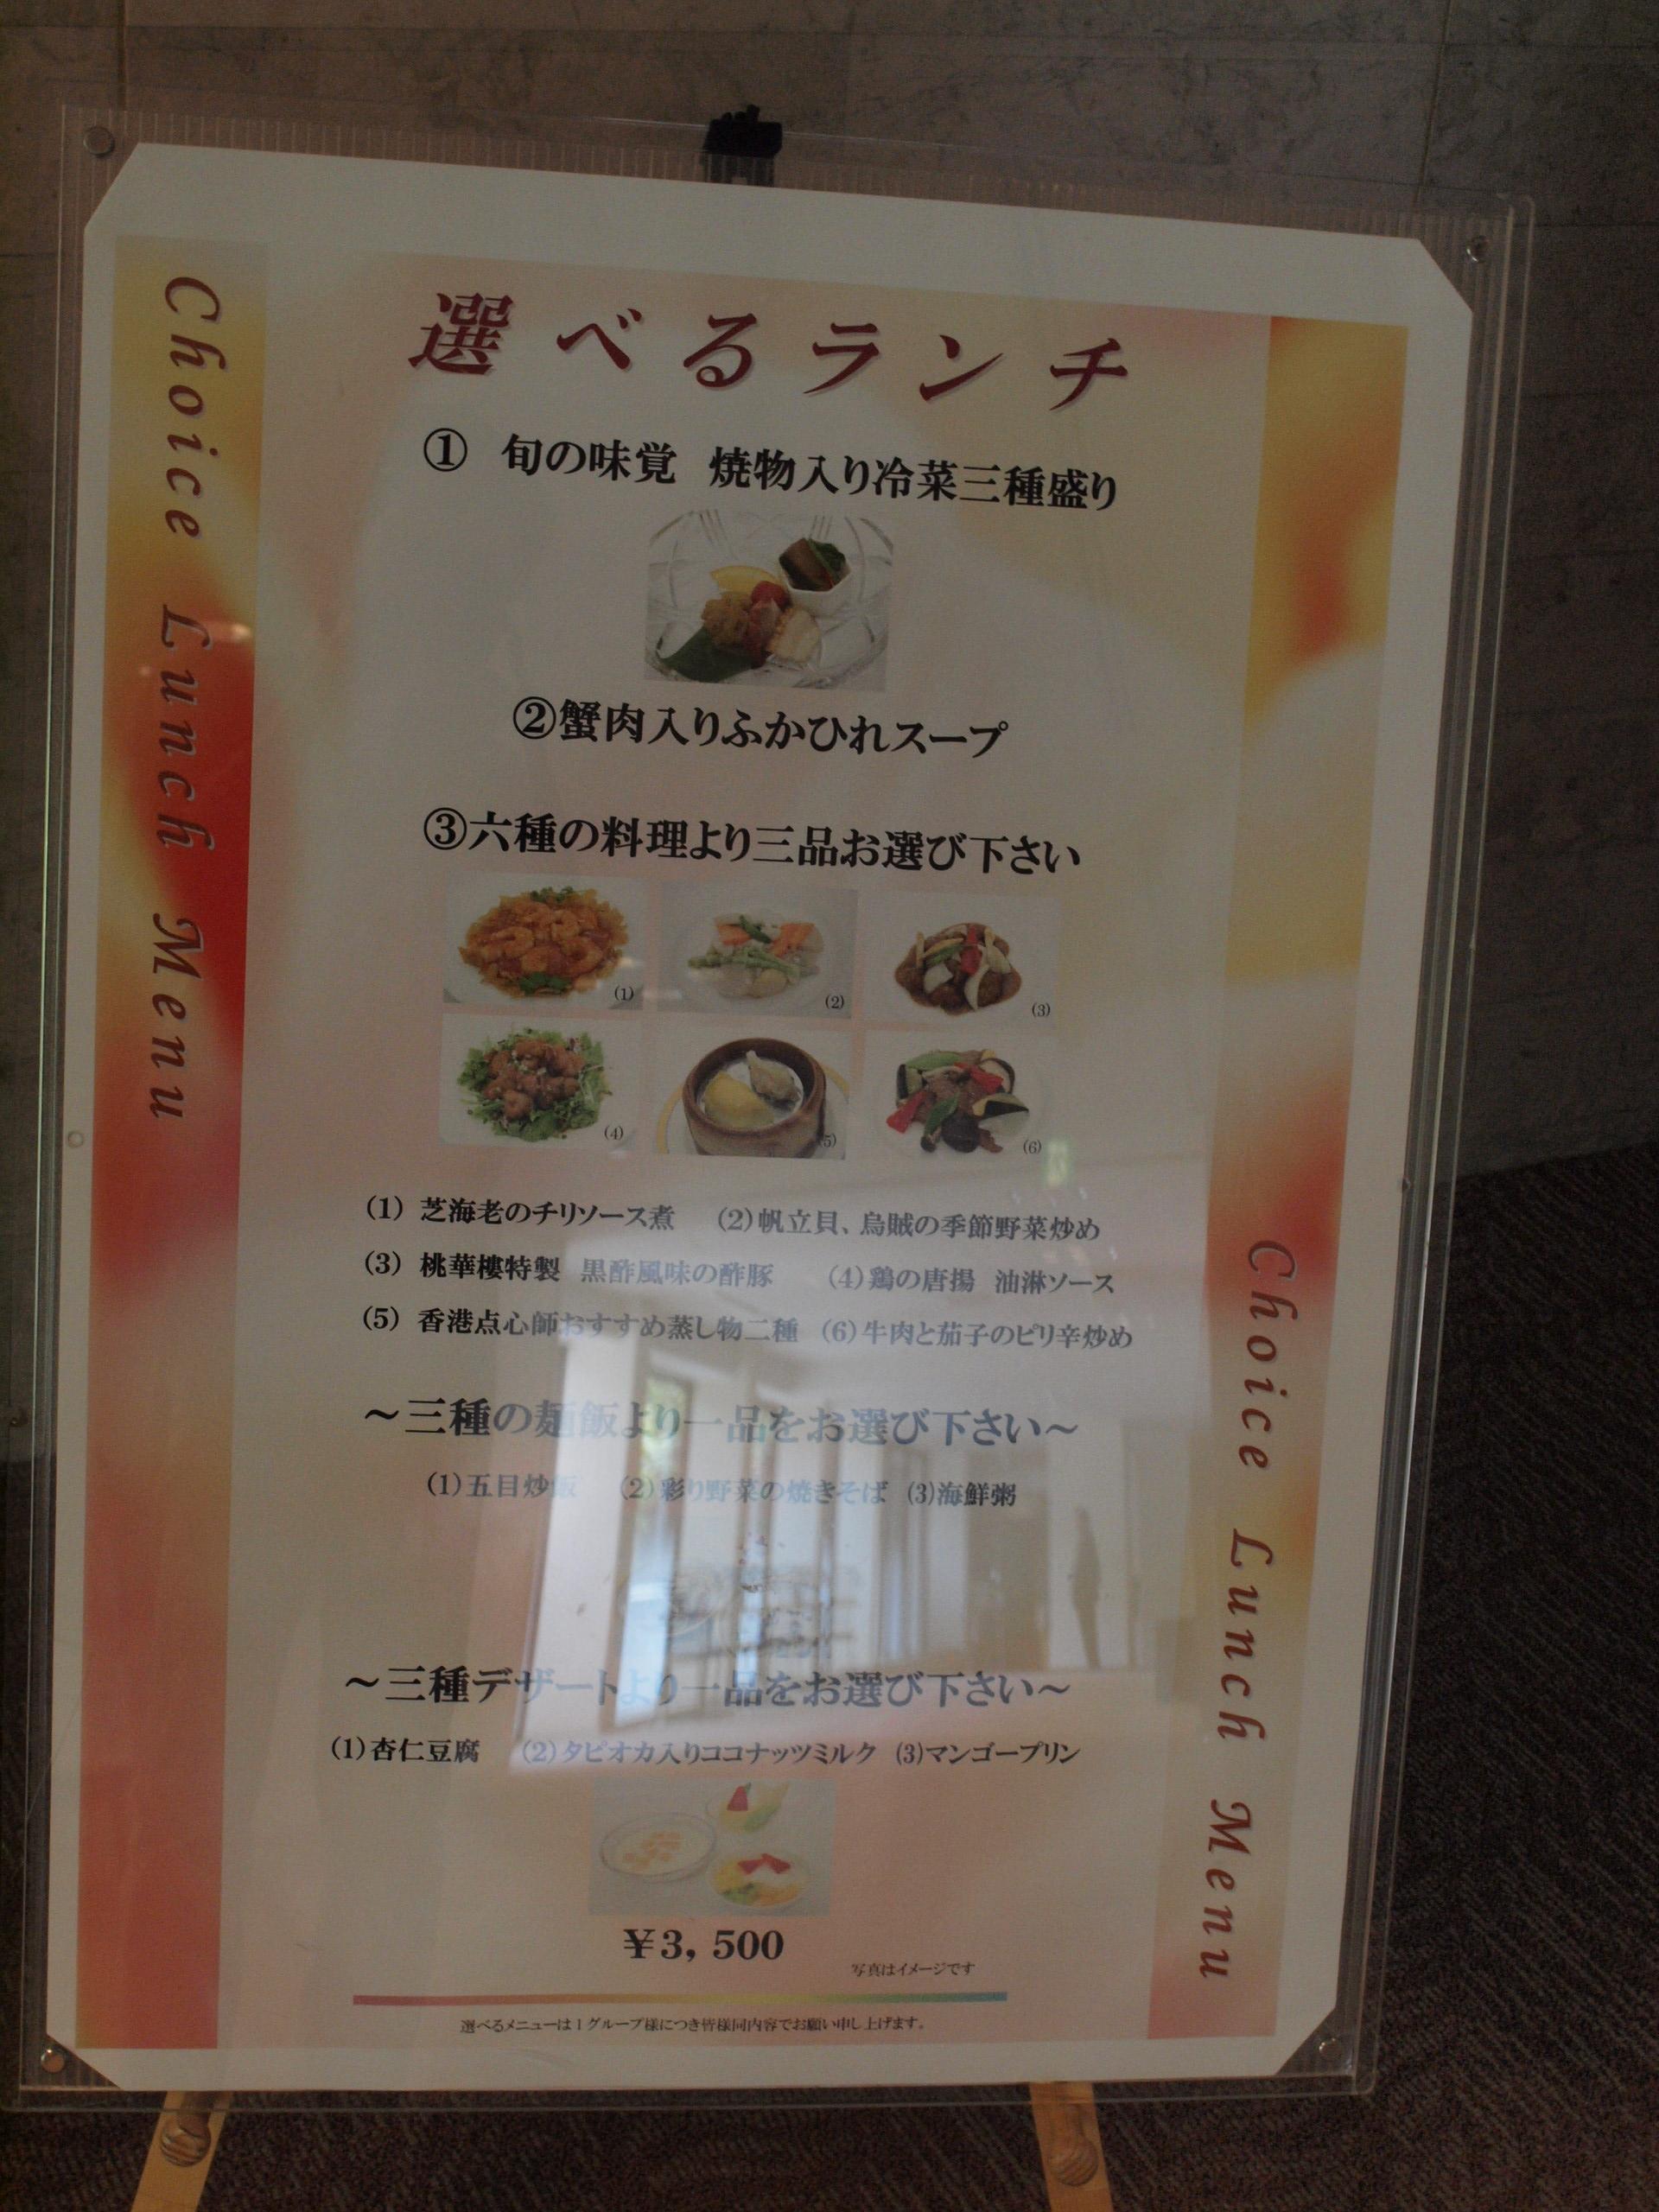 選べるランチ
① 旬の味覚 焼物入り冷菜三種盛り
②蟹肉入りふかひれスープ
③六種の料理より三品お選び下さい
(1)
(2)
(3)
(4)
(5)
(6)
(1) 芝海老のチリソース煮 (2)帆立貝、烏賊の季節野菜炒め
(3) 桃華樓特製 黒酢風味の酢豚 (4)鶏の唐揚 油淋ソース
(5) 香港点心師おすすめ蒸し物二種 (6)牛肉と茄子のピリ辛炒め
～三種の麺飯より一品をお選び下さい～
(1)五目炒飯 (2)彩り野菜の焼きそば (3)海鮮粥
～三種デザートより一品をお選び下さい～
(1)杏仁豆腐 (2)タピオカ入りココナッツミルク (3)マンゴープリン
¥3, 500
写真はイメージです
選べるメニューは1グループ様につき皆様同内容でお願い申し上げます。
Choice Lunch Menu
Choice Lunch Menu